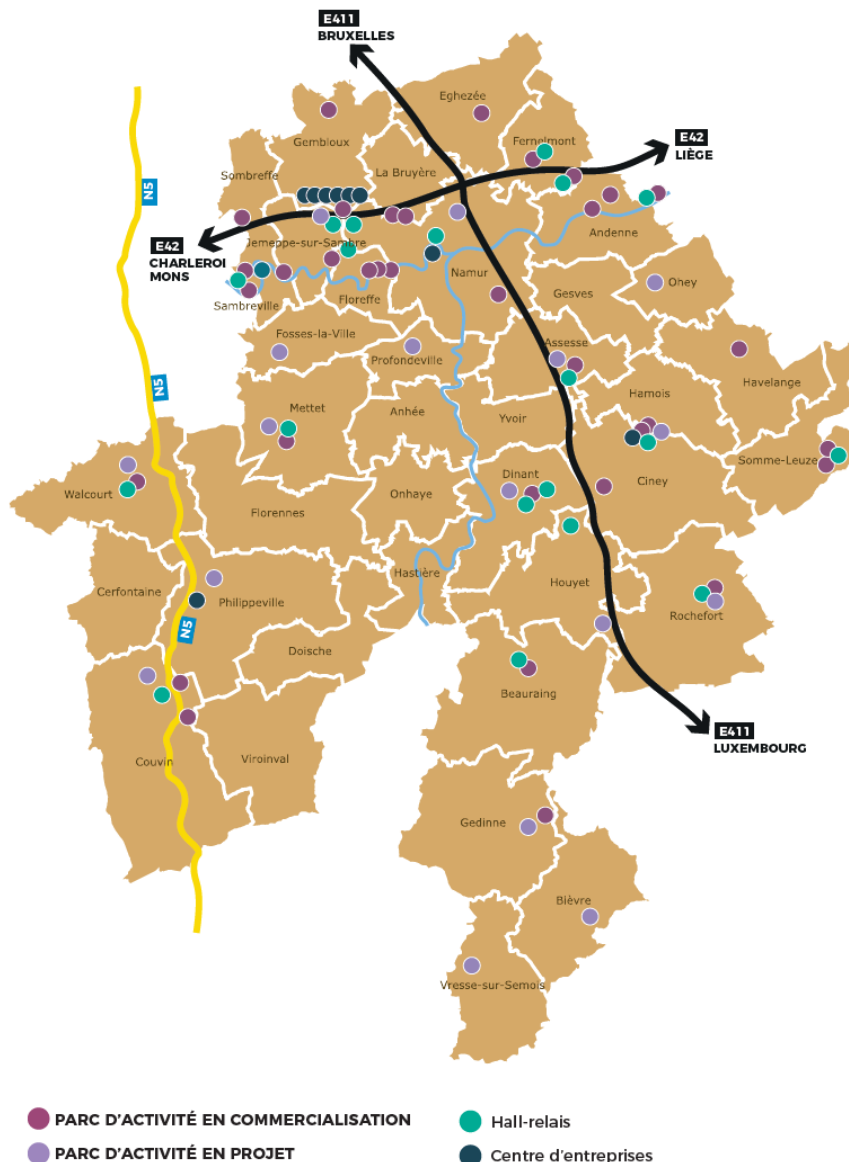 E411
BRUXELLES
Eghezée
Gembloux
Fernelmont
E42
LIÈGE
La Bruyère
Sombreffe
N5
Andenne
E42
CHARLEROI
MONS
Jemeppe-sur-Sambre
Namur
Ohey
Gesves
Floreffe
Sambreville
Fosses-la-Ville
Assesse
Profondeville
Havelange
N5
Hamois
Mettet
Anhée
Yvoir
Somme-Leuze
Dinant
Ciney
Walcourt
Onhaye
Florennes
Hastière
Houyet
Cerfontaine
Philippeville
Rochefort
N5
Doische
Beauraing
E411
LUXEMBOURG
Viroinval
Couvin
Gedinne
Bièvre
Vresse-sur-Semois
PARC D'ACTIVITÉ EN COMMERCIALISATION
Hall-relais
PARC D'ACTIVITÉ EN PROJET
Centre d'entreprises